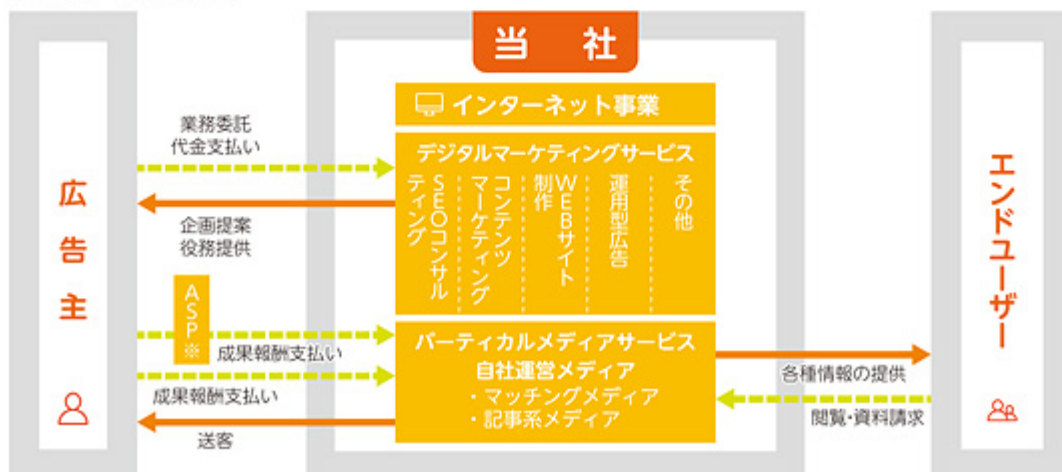 当社
インターネット事業
業務委託
代金支払い
デジタルマーケティングサービス
SEOコンサル
ティング
コンテンツ
マーケティング
WEBサイト
制作
運用型広告
その他
広告主
企画提案
役務提供
ASP※
成果報酬支払い
成果報酬支払い
送客
バーティカルメディアサービス
自社運営メディア
・マッチングメディア
・記事系メディア
各種情報の提供
閲覧・資料請求
エンドユーザー